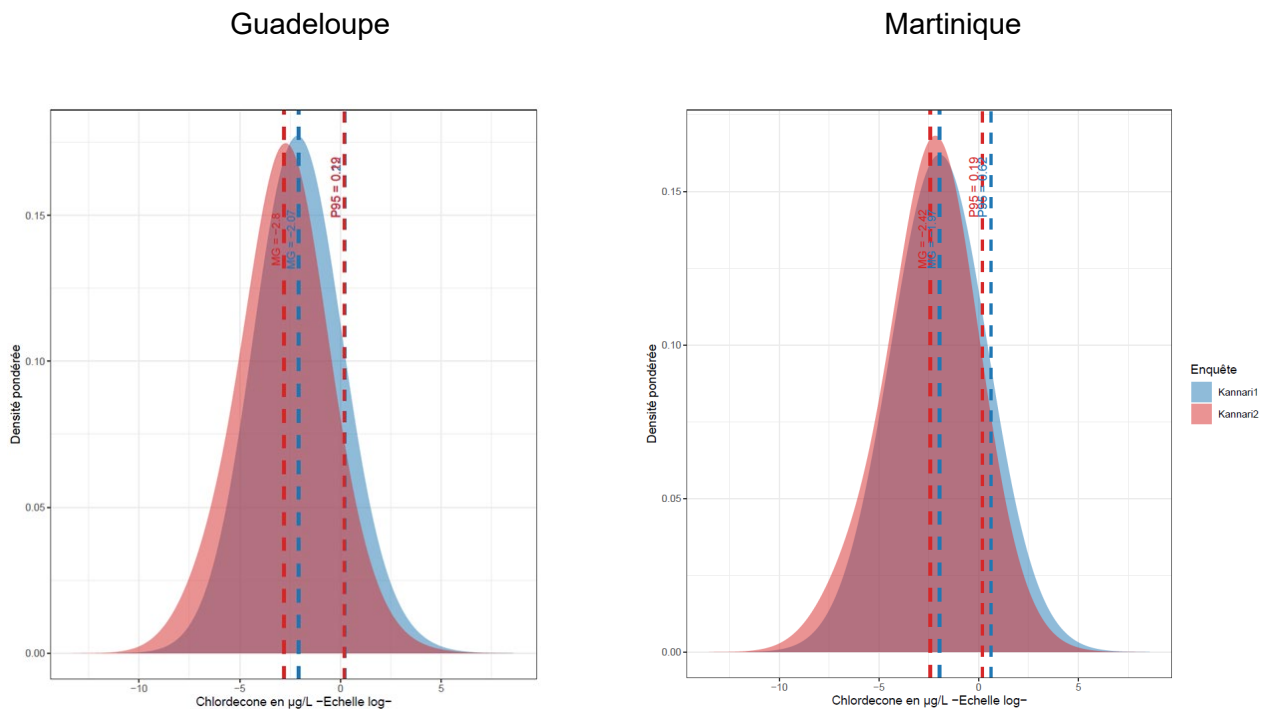 Guadeloupe
Martinique
MG = −2.8
MG = −2.07
P95 =
0.15
0.10
0.05
0.00
−10
−5
0
5
Densité pondérée
Chlordecone en µg/L −Echelle log−
MG = −2.42
P95 = 0.19
0.15
0.10
0.05
0.00
−10
−5
0
5
Densité pondérée
Chlordecone en µg/L −Echelle log−
Enquête
Kannari1
Kannari2